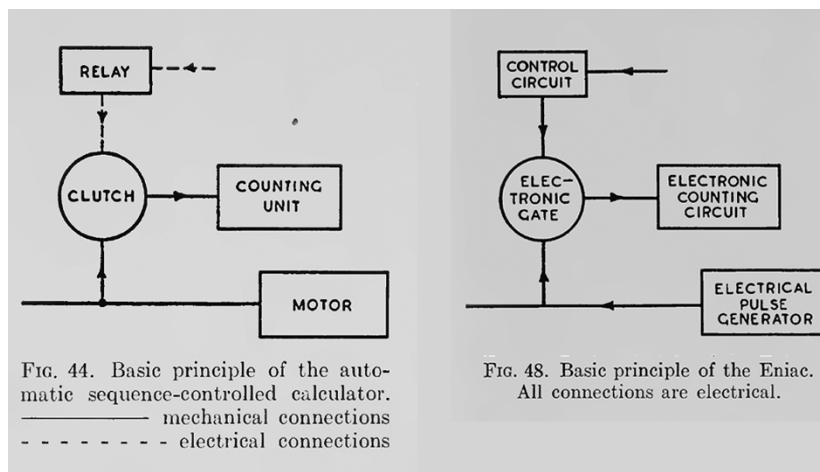 RELAY
CLUTCH
COUNTING
UNIT
MOTOR
FIG. 44. Basic principle of the auto-
matic sequence-controlled calculator.
mechanical connections
electrical connections
CONTROL
CIRCUIT
ELEC-
TRONIC
GATE
ELECTRONIC
COUNTING
CIRCUIT
ELECTRICAL
PULSE
GENERATOR
FIG. 48. Basic principle of the Eniac.
All connections are electrical.